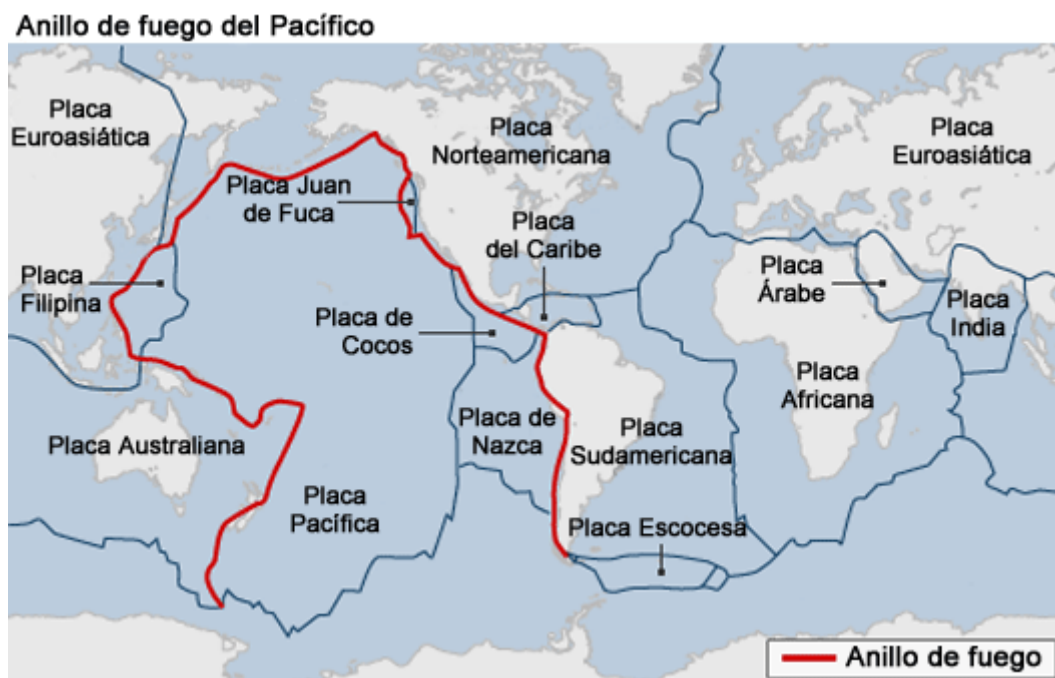 Anillo de fuego del Pacífico
Placa
Euroasiática
Placa
Norteamericana
Placa
Euroasiática
Placa Juan
de Fuca
Placa
del Caribe
Placa
Filipina
Placa
Árabe
Placa
India
Placa de
Cocos
Placa
Africana
Placa Australiana
Placa de
Nazca
Placa
Sudamericana
Placa
Pacífica
Placa Escocesa
Anillo de fuego